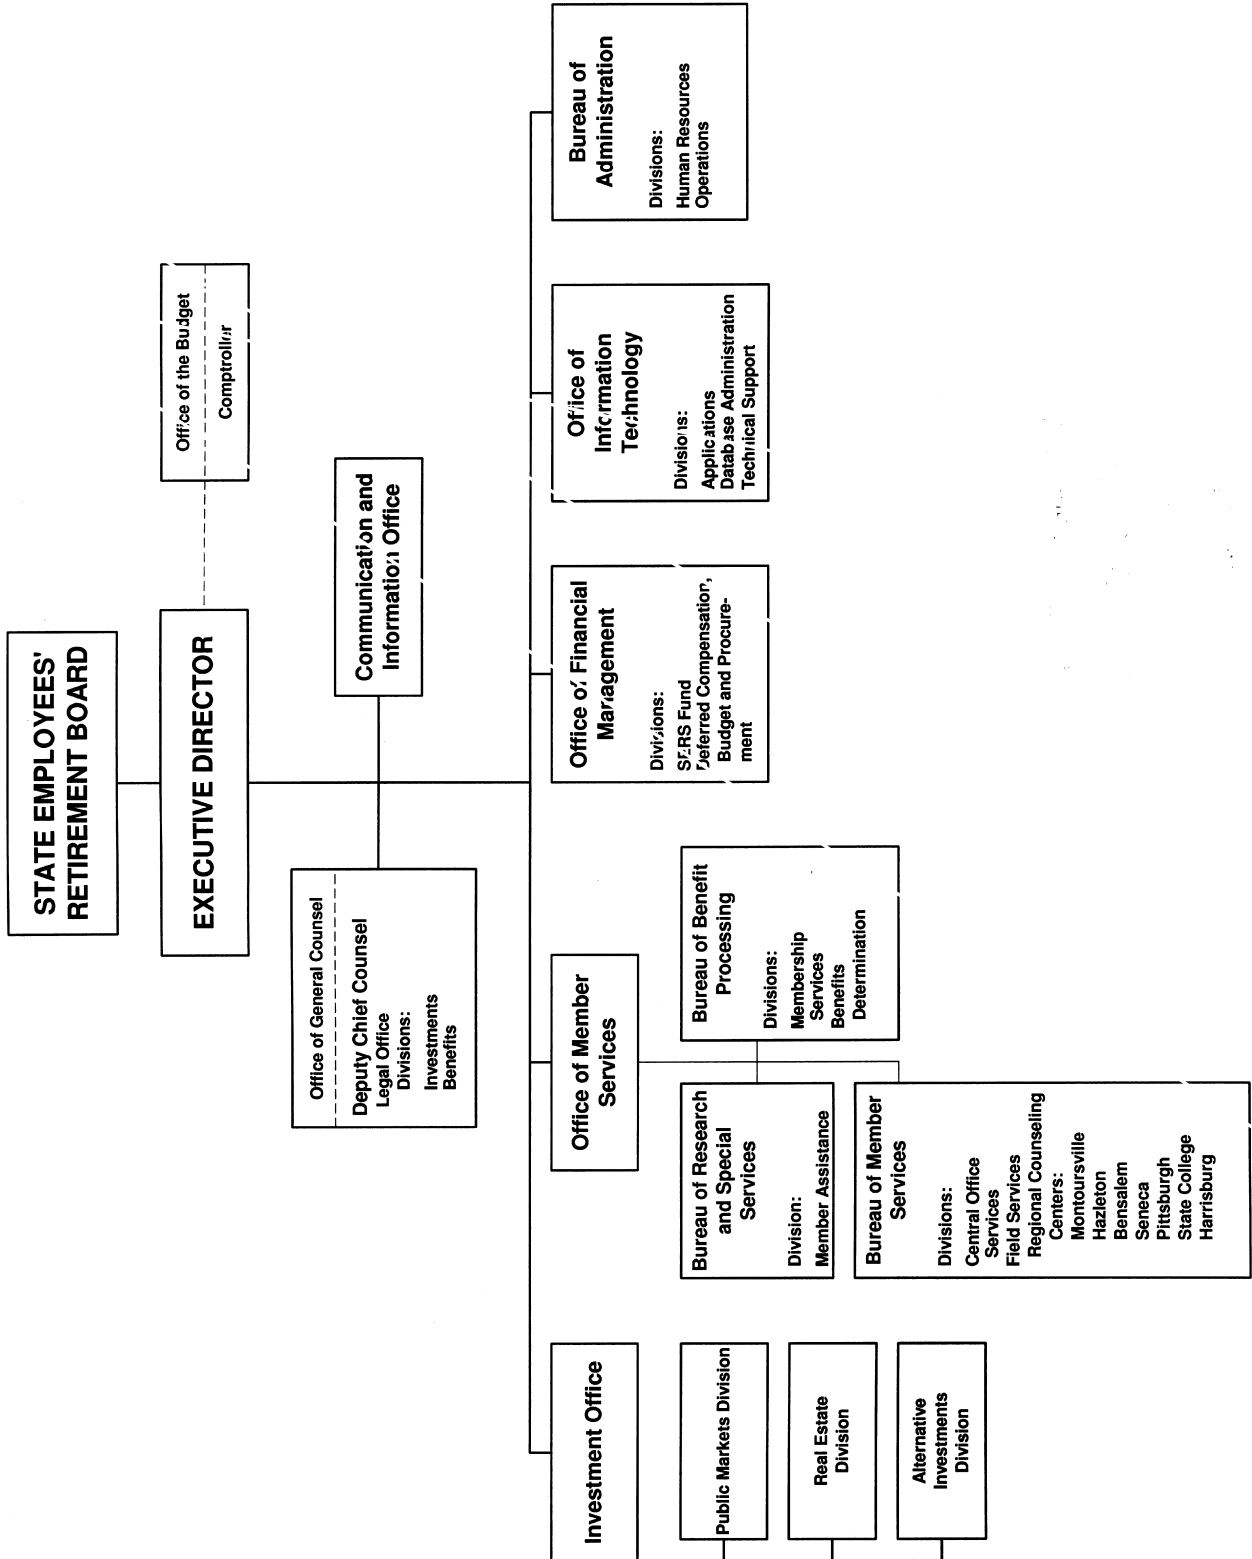 STATE EMPLOYEES'
RETIREMENT BOARD
EXECUTIVE DIRECTOR
Office of the Budget
Comptroller
Office of General Counsel
Deputy Chief Counsel
Legal Office
Divisions:
Investments
Benefits
Communication and
Information Office
Investment Office
Public Markets Division
Real Estate
Division
Alternative
Investments
Division
Office of Member
Services
Bureau of Research
and Special
Services
Division:
Member Assistance
Bureau of Benefit
Processing
Divisions:
Membership
Services
Benefits
Determination
Bureau of Member
Services
Divisions:
Central Office
Services
Field Services
Regional Counseling
Centers:
Montoursville
Hazleton
Bensalem
Seneca
Pittsburgh
State College
Harrisburg
Office of Financial
Management
Divisions:
SERS Fund
Deferred Compensation,
Budget and Procure-
ment
Office of
Information
Technology
Divisions:
Applications
Database Administration
Technical Support
Bureau of
Administration
Divisions:
Human Resources
Operations